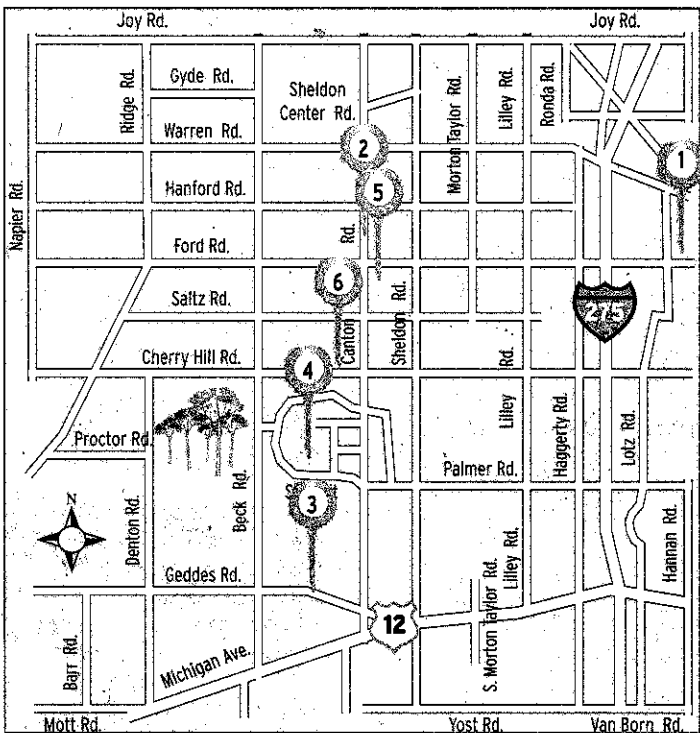 Joy Rd.
Joy Rd.
Gyde Rd.
Sheldon
Center Rd.
Ridge Rd.
Warren Rd.
Morton Taylor Rd.
Lilley Rd.
Ronda Rd.
2
1
Hanford Rd.
5
Napier Rd.
Rd.
Ford Rd.
6
Saltz Rd.
Canton
Sheldon Rd.
Cherry Hill Rd.
4
Rd.
Lilley
Haggerty Rd.
Lotz Rd.
Proctor Rd.
Beck Rd.
Palmer Rd.
3
N
Denton Rd.
Hannan Rd.
Geddes Rd.
Lilley Rd.
S. Morton Taylor Rd.
12
Barr Rd.
Michigan Ave.
Mott Rd.
Yost Rd.
Van Born Rd.